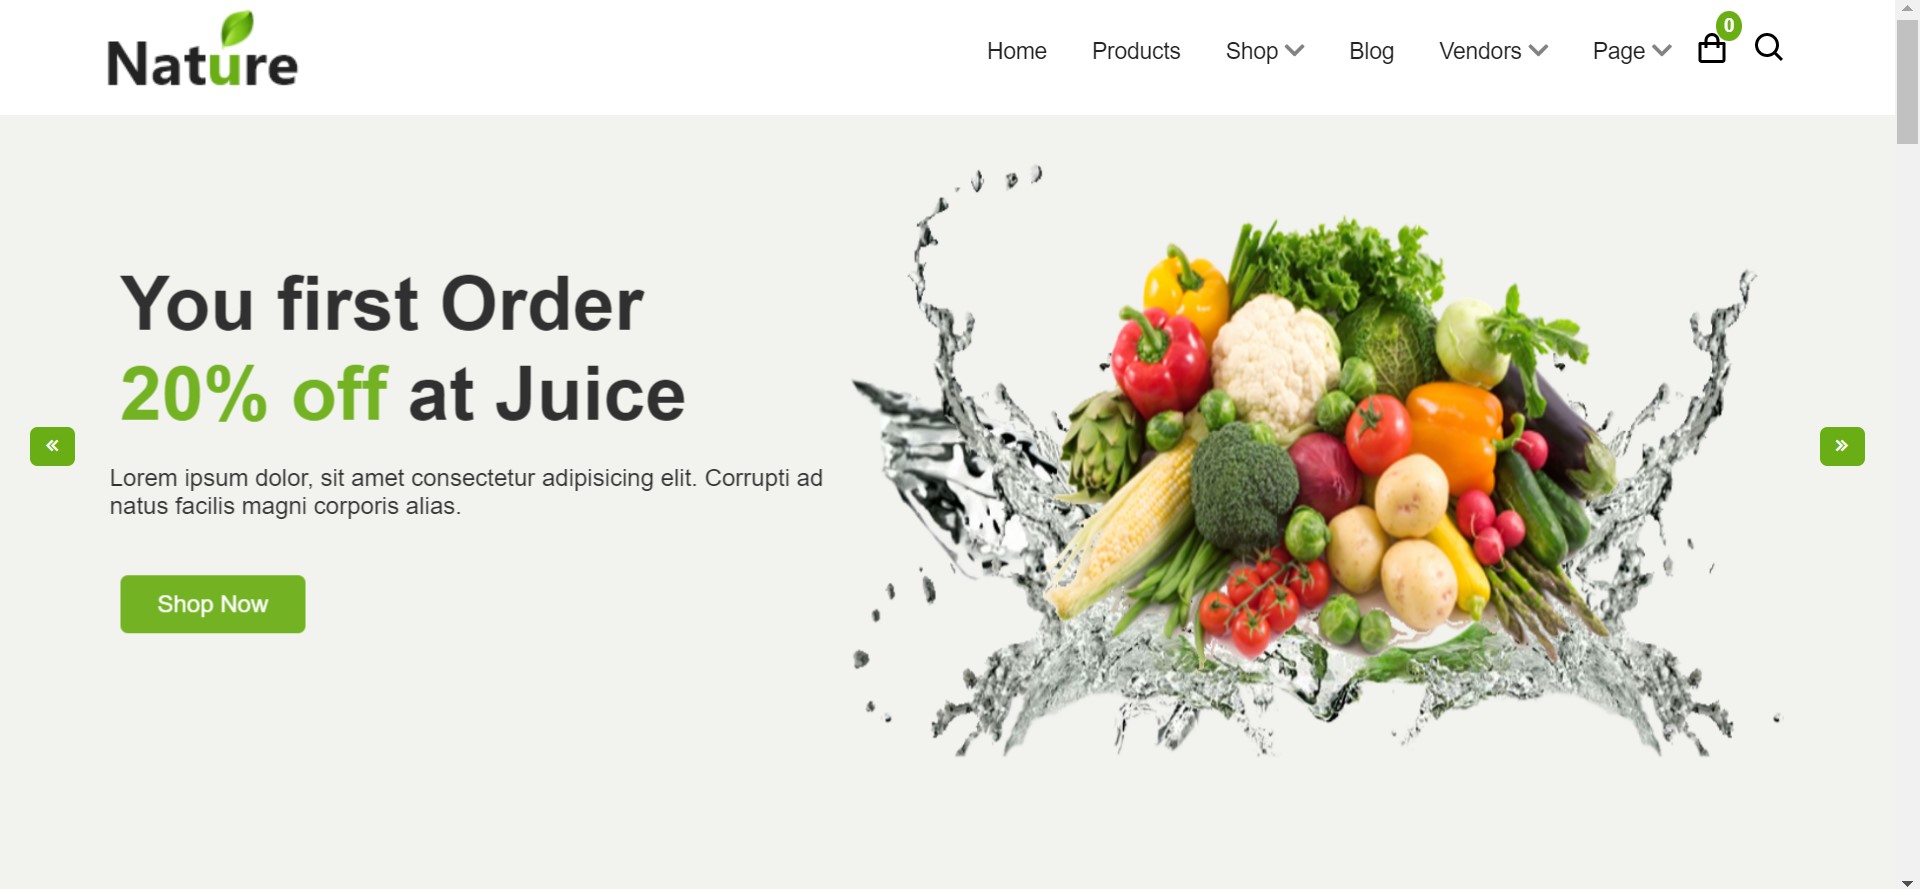 Nature
Home Products Shop Blog Vendors Page 0
You first Order
20% off at Juice
Lorem ipsum dolor, sit amet consectetur adipisicing elit. Corrupti ad
natus facilis magni corporis alias.
Shop Now